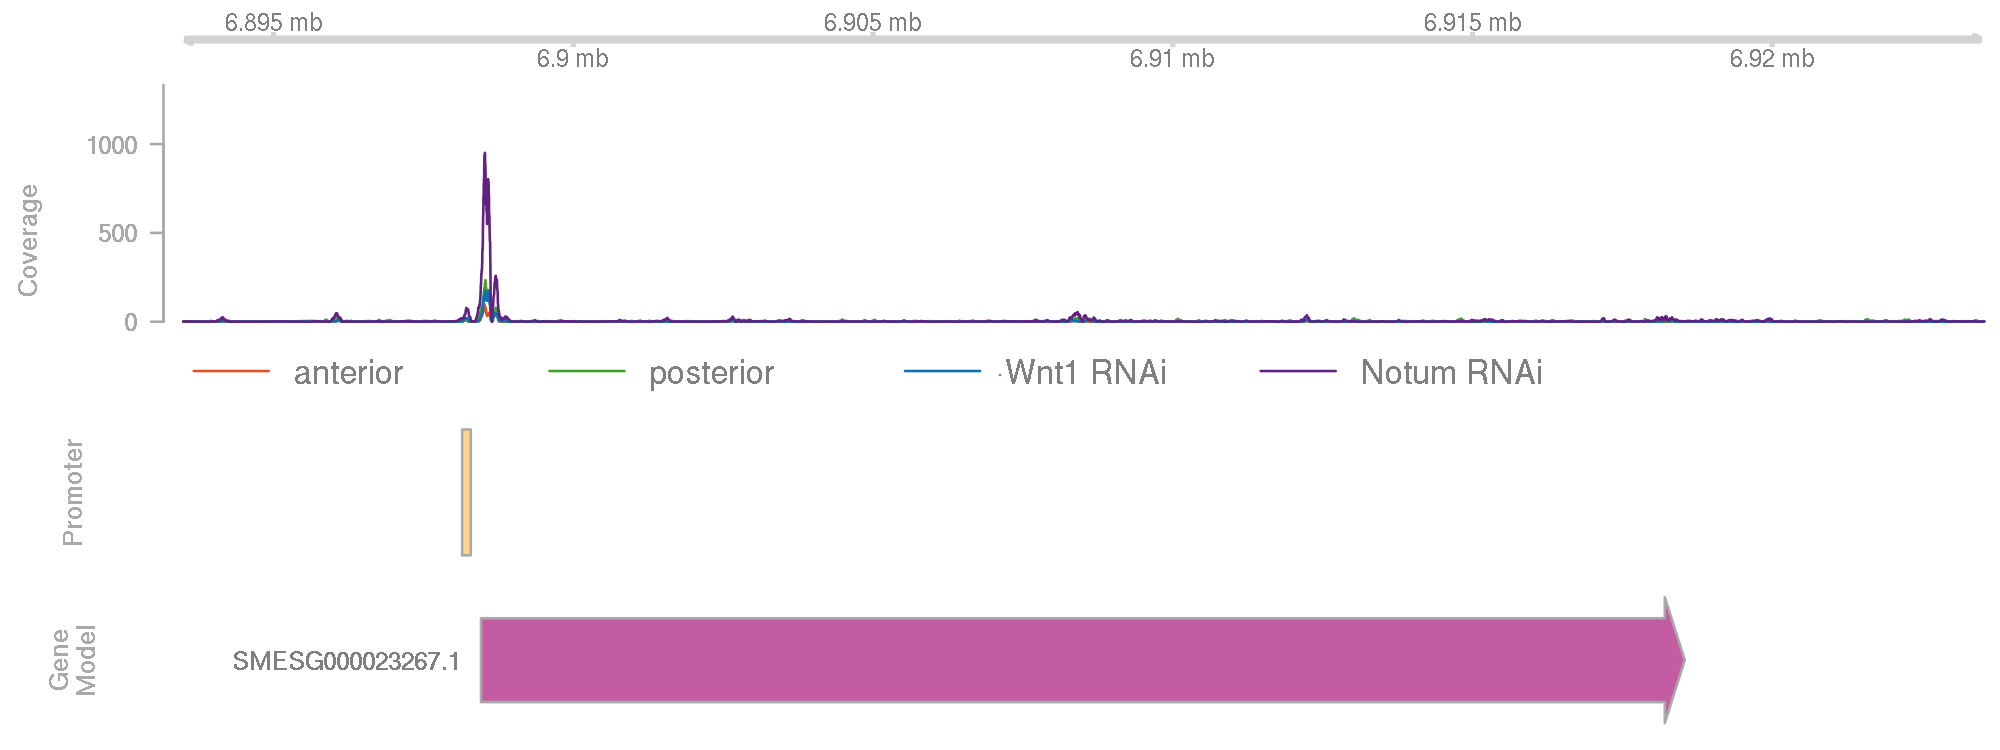 6.895 mb 6.905 mb 6.915 mb
6.9 mb 6.91 mb 6.92 mb
Coverage
1000
500
0
anterior posterior Wnt1 RNAi Notum RNAi
Promoter
Gene
Model
SMESG000023267.1